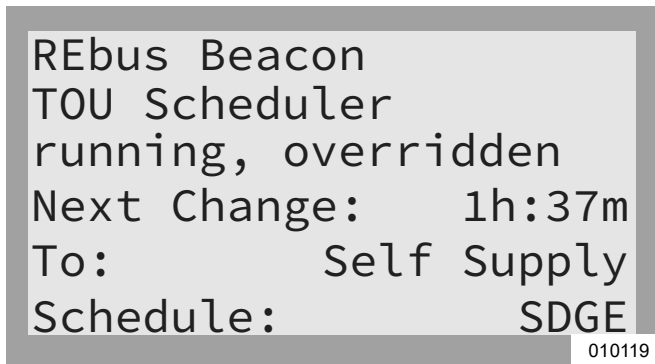 REbus Beacon
TOU Scheduler
running, overridden
Next Change: 1h:37m
To: Self Supply
Schedule: SDGE
010119